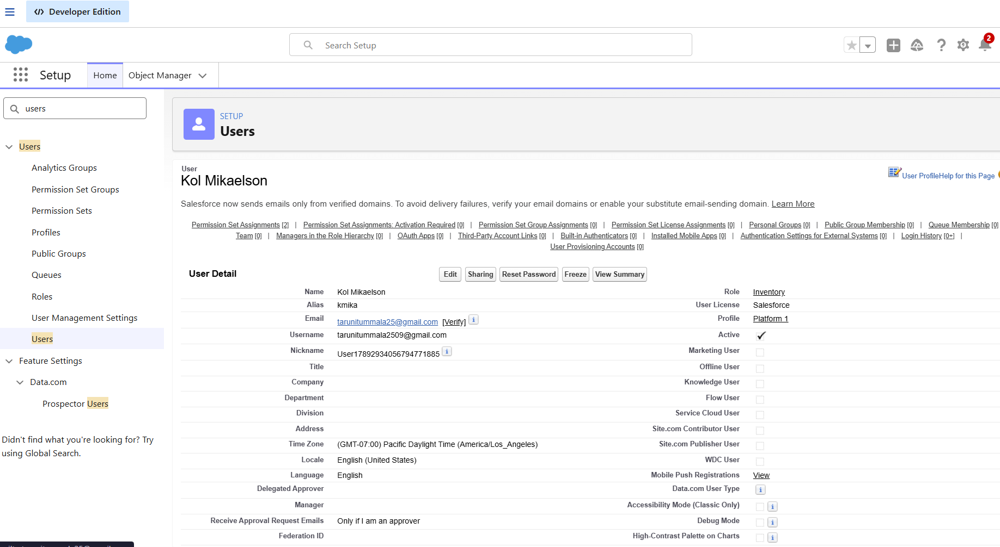 Developer Edition
Search Setup
2
Setup Home Object Manager
users
SETUP
Users
Users
Analytics Groups
Permission Set Groups
Permission Sets
Profiles
Public Groups
Queues
Roles
User Management Settings
Users
Feature Settings
Data.com
Prospector Users
Didn't find what you're looking for? Try
using Global Search.
User
Kol Mikaelson
User ProfileHelp for this Page
Salesforce now sends emails only from verified domains. To avoid delivery failures, verify your email domains or enable your substitute email-sending domain. Learn More
Permission Set Assignments [2] | Permission Set Assignments: Activation Required [0] | Permission Set Group Assignments [0] | Permission Set License Assignments [0] | Personal Groups [0] | Public Group Membership [0] | Queue Membership [0]
Team [0] | Managers in the Role Hierarchy [0] | OAuth Apps [0] | Third-Party Account Links [0] | Built-in Authenticators [0] | Installed Mobile Apps [0] | Authentication Settings for External Systems [0] | Login History [0+] |
User Provisioning Accounts [0]
User Detail Edit Sharing Reset Password Freeze View Summary
Name Kol Mikaelson Role Inventory
Alias kmika User License Salesforce
Email tarunitummala25@gmail.com [Verify] i Profile Platform 1
Username tarunitummala2509@gmail.com Active
Nickname User17892934056794771885 i Marketing User
Title Offline User
Company Knowledge User
Department Flow User
Division Service Cloud User
Address Site.com Contributor User
Time Zone (GMT-07:00) Pacific Daylight Time (America/Los_Angeles) Site.com Publisher User
Locale English (United States) WDC User
Language English Mobile Push Registrations View
Delegated Approver Data.com User Type i
Manager Accessibility Mode (Classic Only) i
Receive Approval Request Emails Only if I am an approver Debug Mode i
Federation ID High-Contrast Palette on Charts i